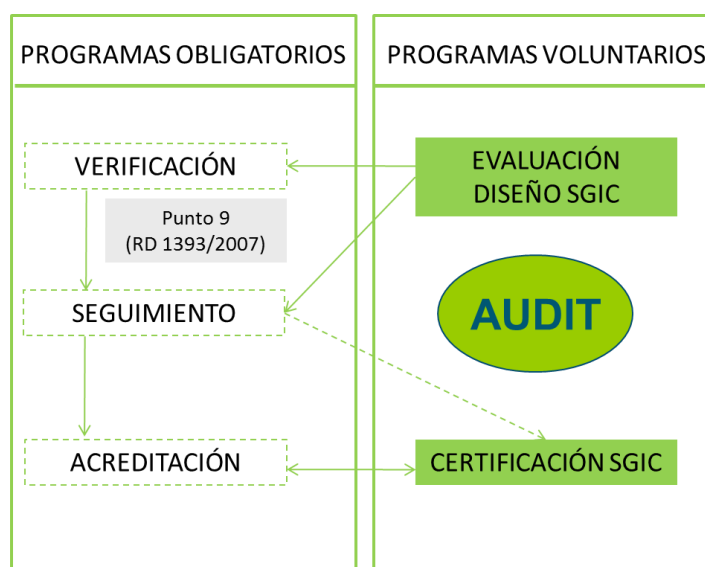 PROGRAMAS OBLIGATORIOS
PROGRAMAS VOLUNTARIOS
VERIFICACIÓN
Punto 9
(RD 1393/2007)
SEGUIMIENTO
ACREDITACIÓN
EVALUACIÓN
DISEÑO SGIC
AUDIT
CERTIFICACIÓN SGIC